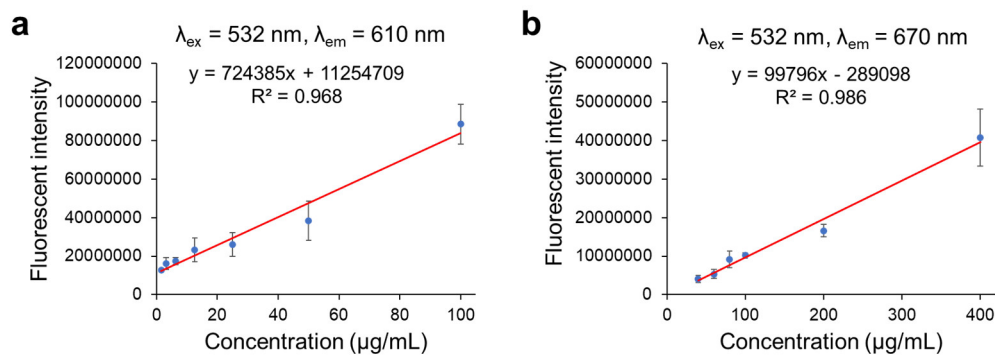 a
λex = 532 nm, λem = 610 nm
y = 724385x + 11254709
R² = 0.968
120000000
100000000
80000000
60000000
40000000
20000000
0
Fluorescent intensity
0 20 40 60 80 100
Concentration (µg/mL)
b
λex = 532 nm, λem = 670 nm
y = 99796x - 289098
R² = 0.986
60000000
50000000
40000000
30000000
20000000
10000000
0
Fluorescent intensity
0 100 200 300 400
Concentration (µg/mL)